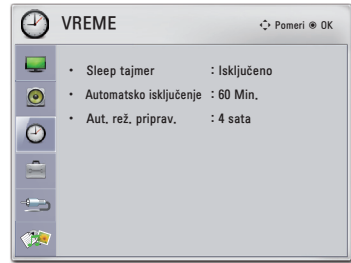 VREME
Pomeri OK
• Sleep tajmer : Isključeno
• Automatsko isključenje : 60 Min.
• Aut. rež. priprav. : 4 sata